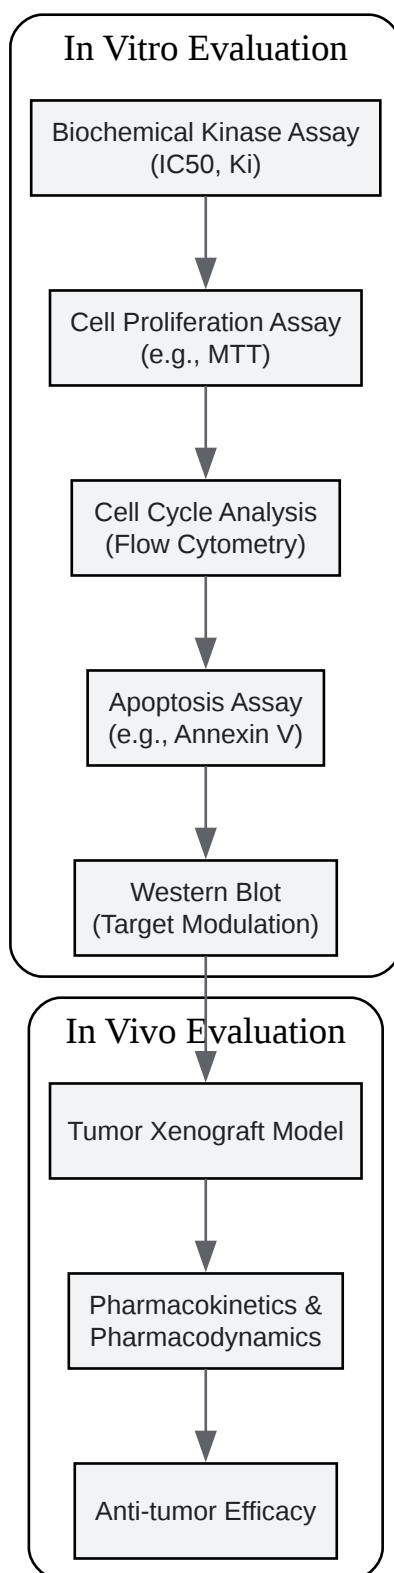 In Vitro Evaluation
Biochemical Kinase Assay
(IC50, Ki)
Cell Proliferation Assay
(e.g., MTT)
Cell Cycle Analysis
(Flow Cytometry)
Apoptosis Assay
(e.g., Annexin V)
Western Blot
(Target Modulation)
In Vivo Evaluation
Tumor Xenograft Model
Pharmacokinetics &
Pharmacodynamics
Anti-tumor Efficacy